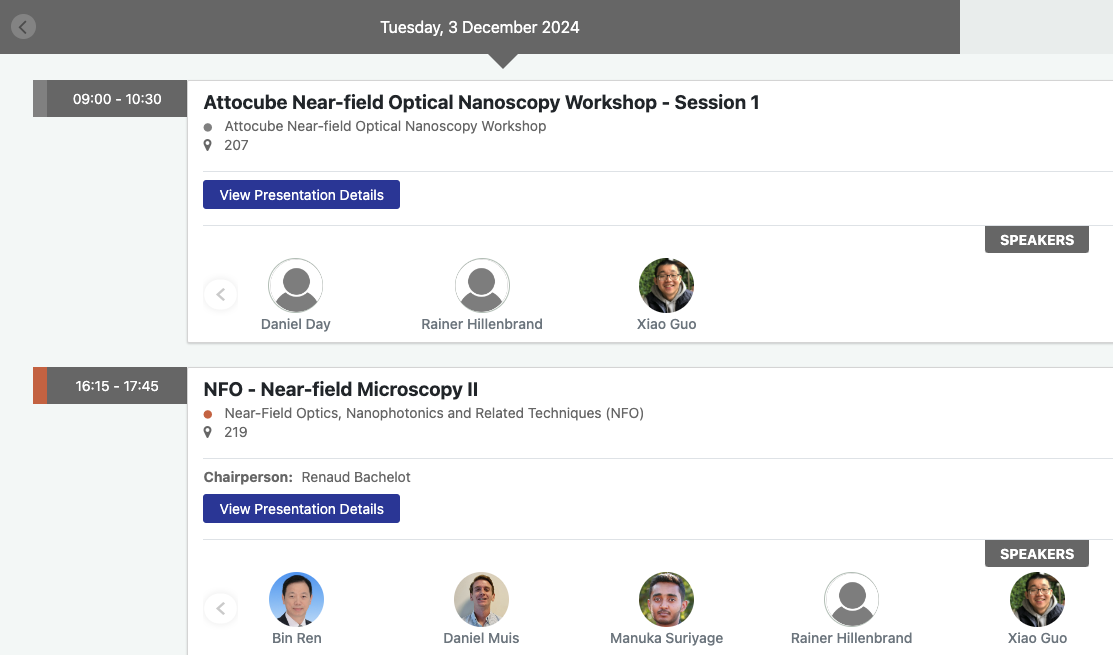 Tuesday, 3 December 2024
09:00 - 10:30
Attocube Near-field Optical Nanoscopy Workshop - Session 1
Attocube Near-field Optical Nanoscopy Workshop
207
View Presentation Details
SPEAKERS
Daniel Day
Rainer Hillenbrand
Xiao Guo
16:15 - 17:45
NFO - Near-field Microscopy II
Near-Field Optics, Nanophotonics and Related Techniques (NFO)
219
Chairperson: Renaud Bachelot
View Presentation Details
SPEAKERS
Bin Ren
Daniel Muis
Manuka Suriyage
Rainer Hillenbrand
Xiao Guo